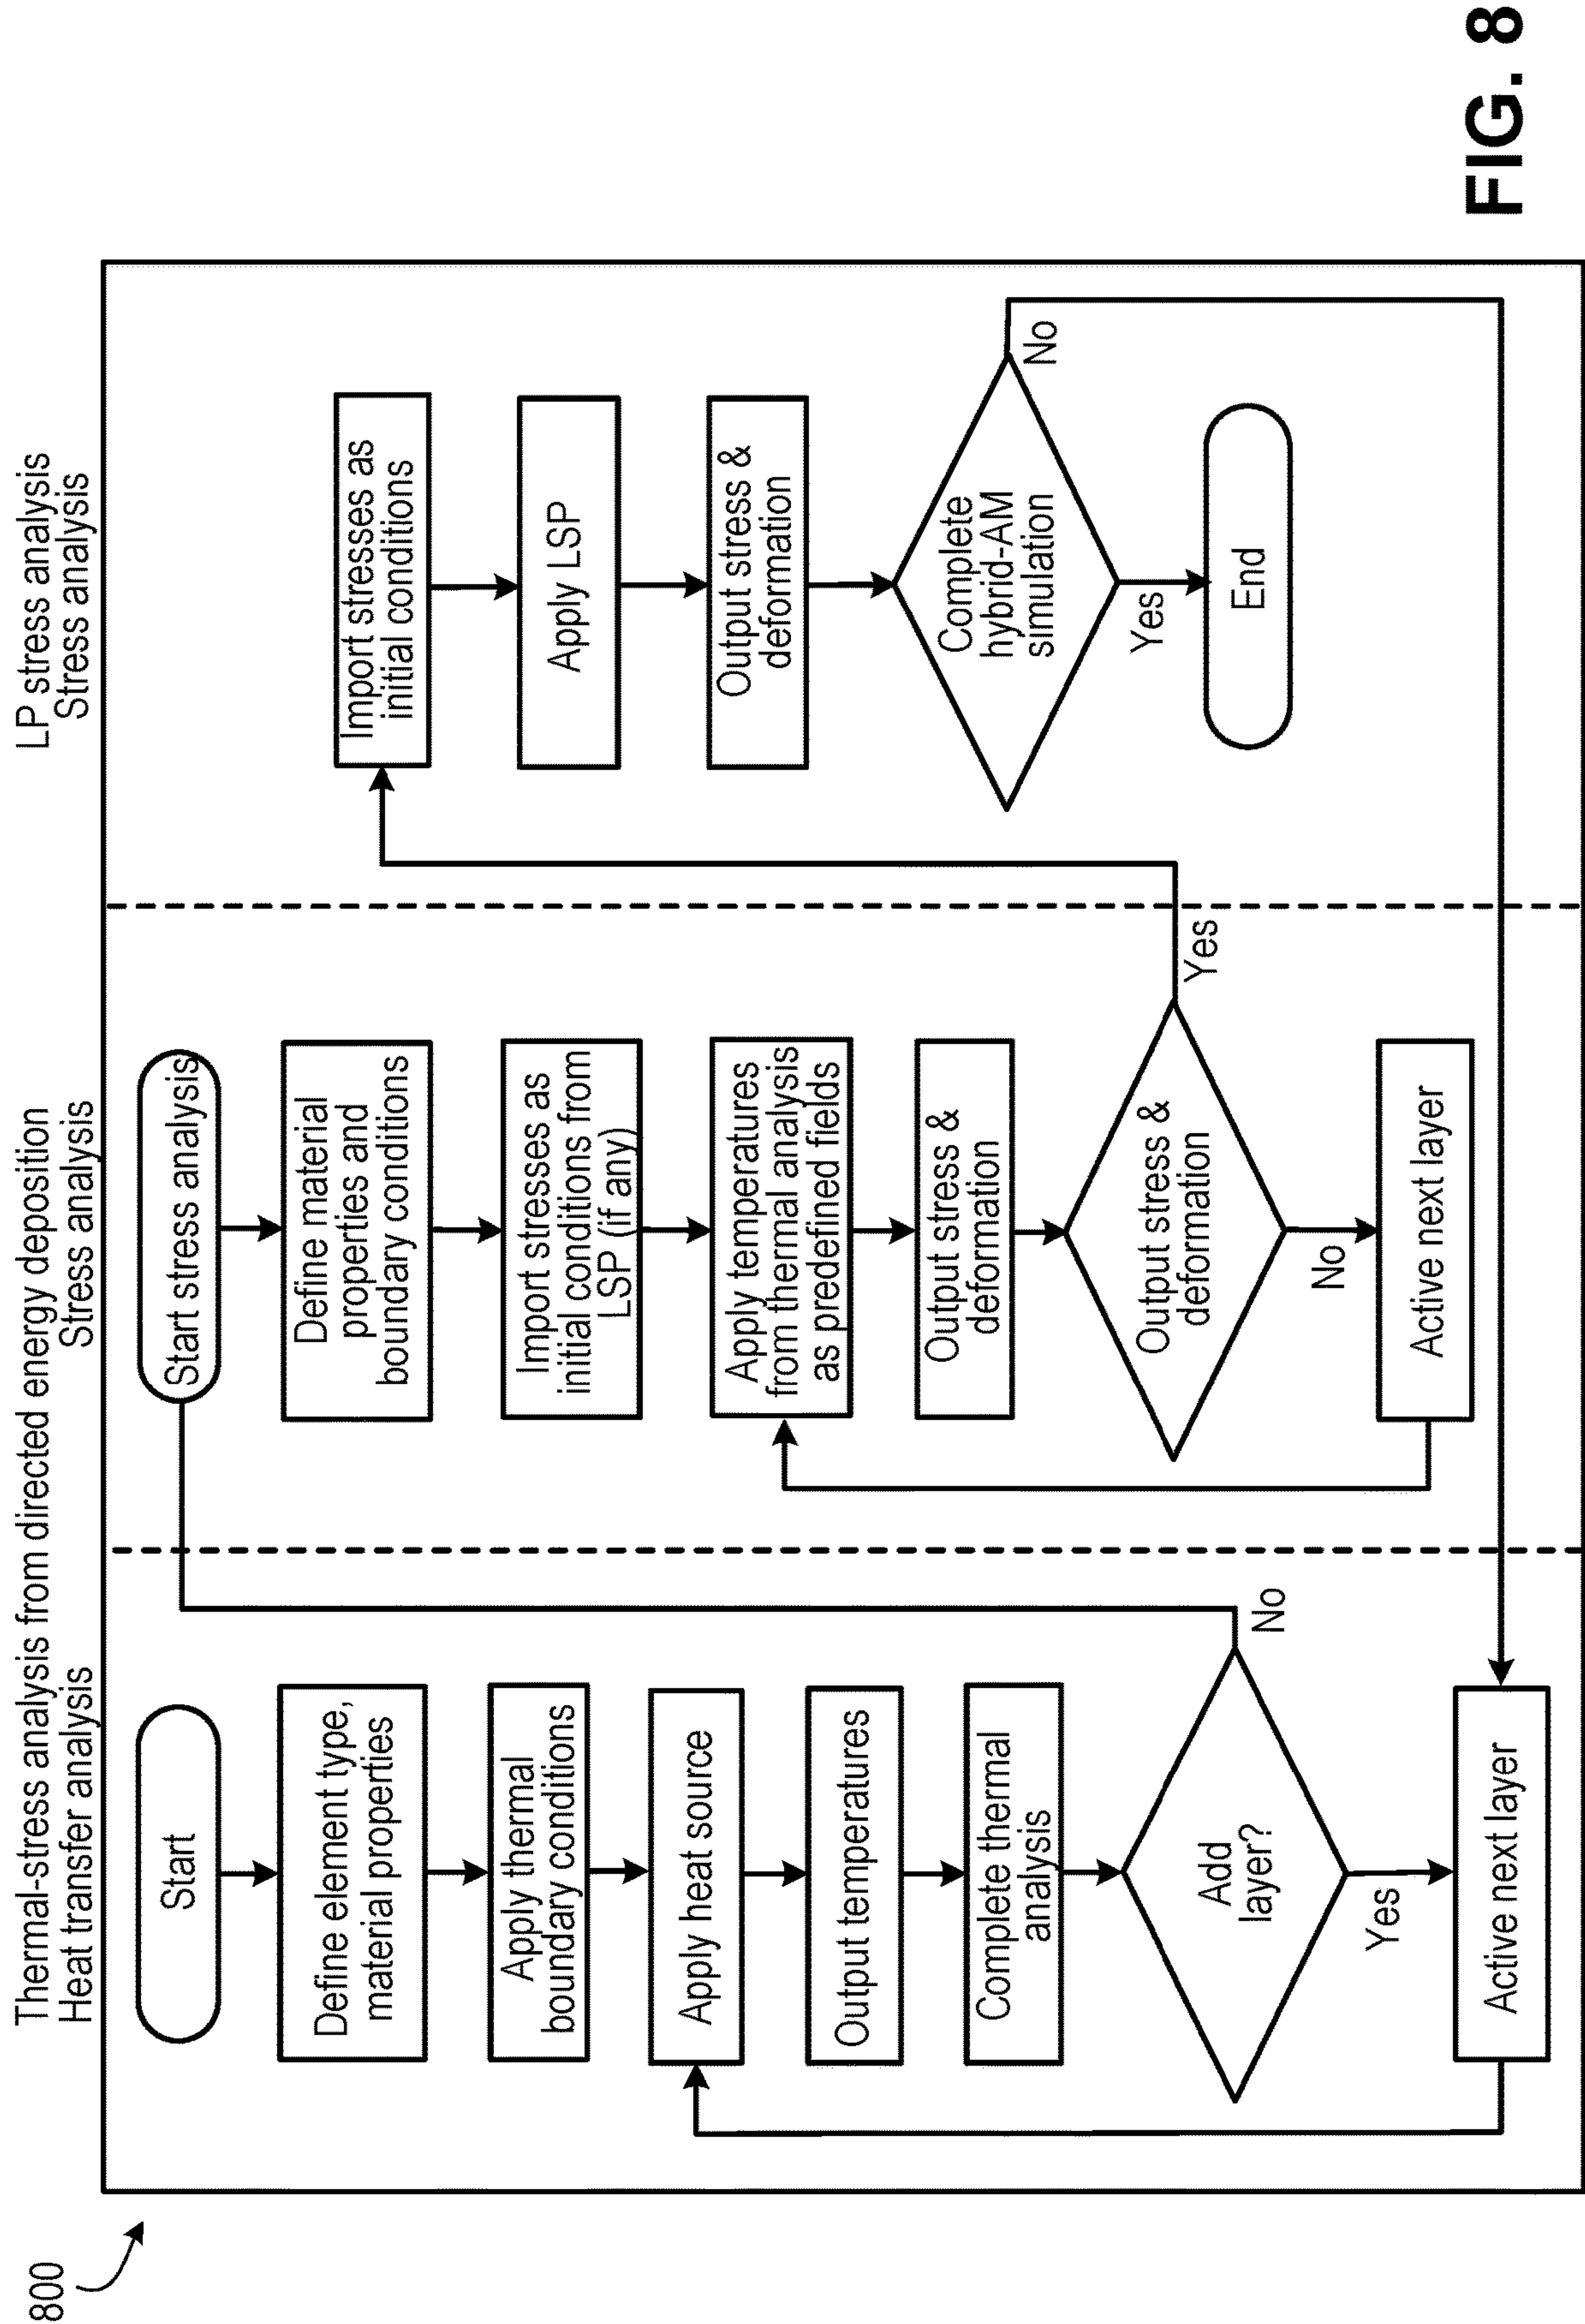 800
Thermal-stress analysis from directed energy deposition
Heat transfer analysis
Stress analysis
LP stress analysis
Stress analysis
Start
Define element type,
material properties
Apply thermal
boundary conditions
Apply heat source
Output temperatures
Complete thermal
analysis
Add
layer?
No
Yes
Active next layer
Start stress analysis
Define material
properties and
boundary conditions
Import stresses as
initial conditions from
LSP (if any)
Apply temperatures
from thermal analysis
as predefined fields
Output stress &
deformation
Output stress &
deformation
Yes
No
Active next layer
Import stresses as
initial conditions
Apply LSP
Output stress &
deformation
Complete
hybrid-AM
simulation
No
Yes
End
FIG. 8